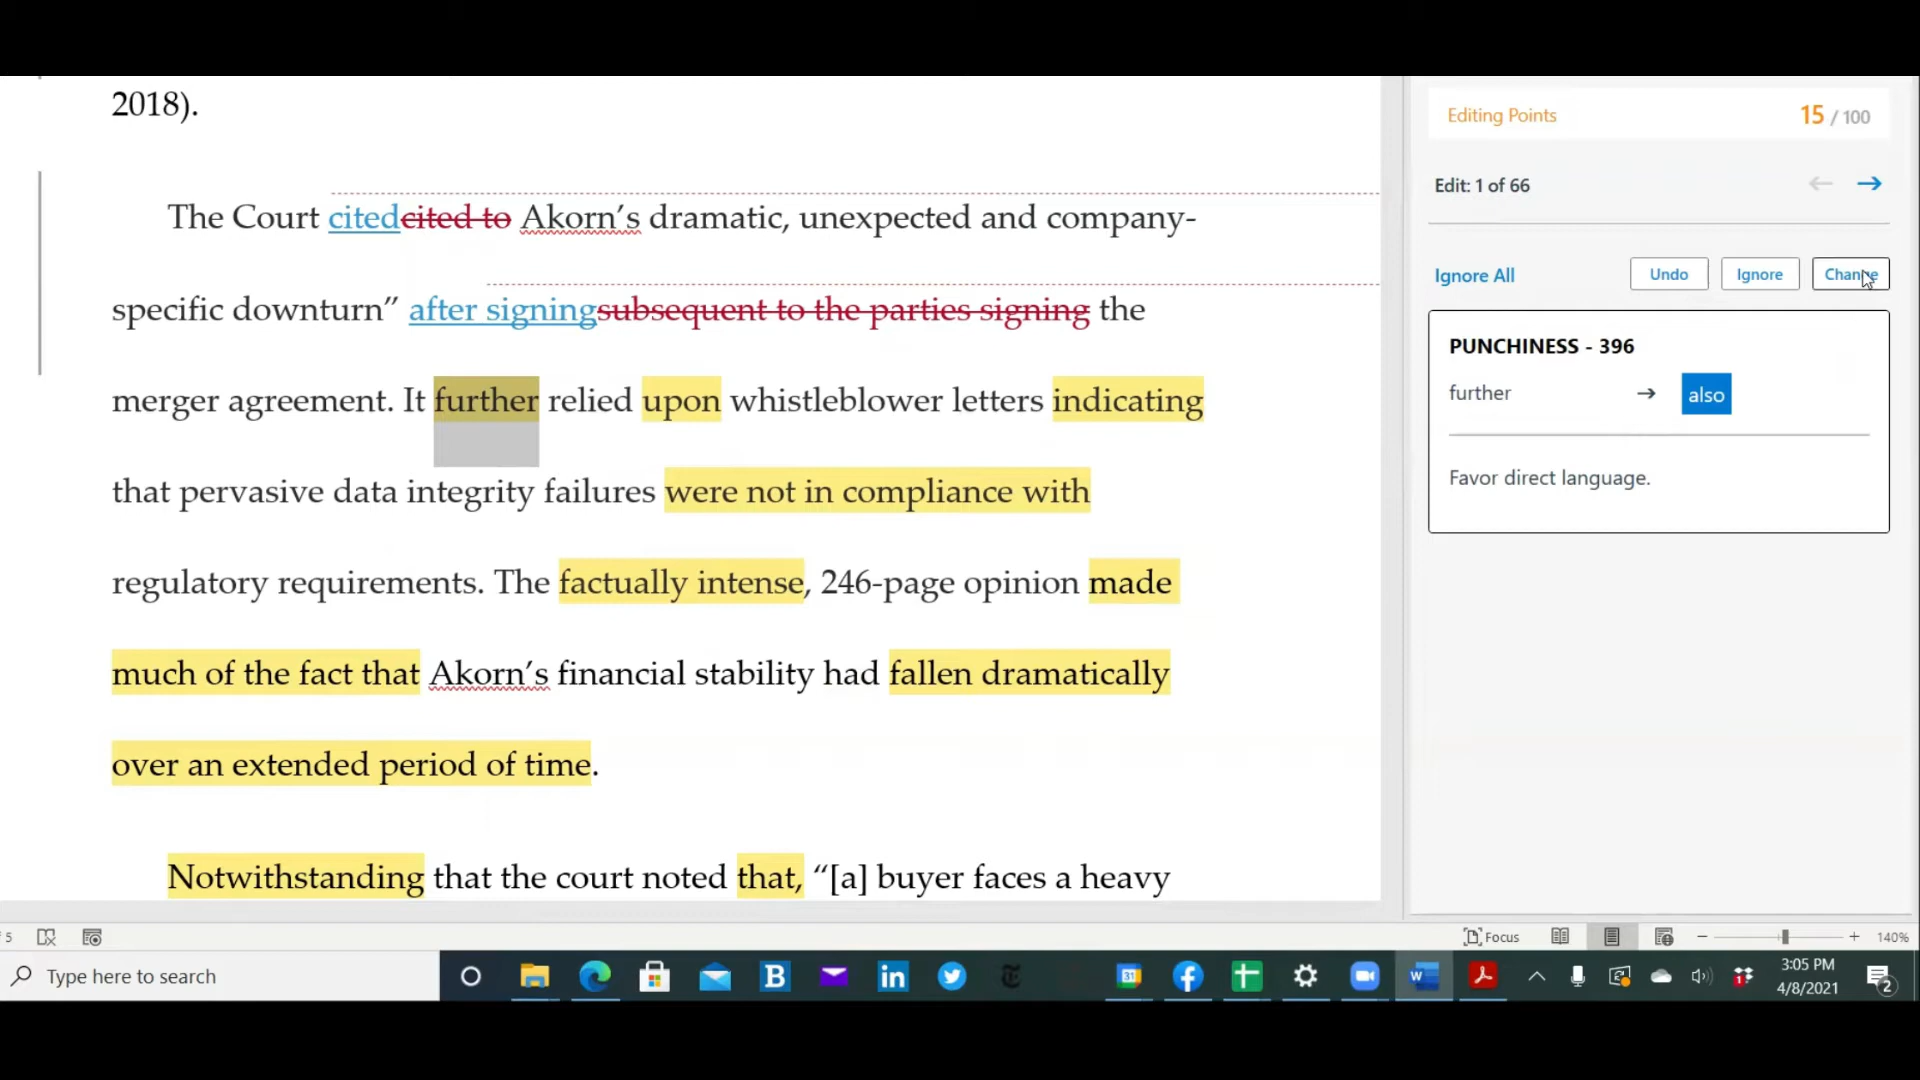 2018).
The Court citedcited to Akorn’s dramatic, unexpected and company-
specific downturn” after signingsubsequent to the parties signing the
merger agreement. It further relied upon whistleblower letters indicating
that pervasive data integrity failures were not in compliance with
regulatory requirements. The factually intense, 246-page opinion made
much of the fact that Akorn’s financial stability had fallen dramatically
over an extended period of time.
Notwithstanding that the court noted that, “[a] buyer faces a heavy
Editing Points 15 / 100
Edit: 1 of 66
Ignore All Undo Ignore Change
PUNCHINESS - 396
further → also
Favor direct language.
5 Focus 140%
Type here to search
3:05 PM
4/8/2021
2